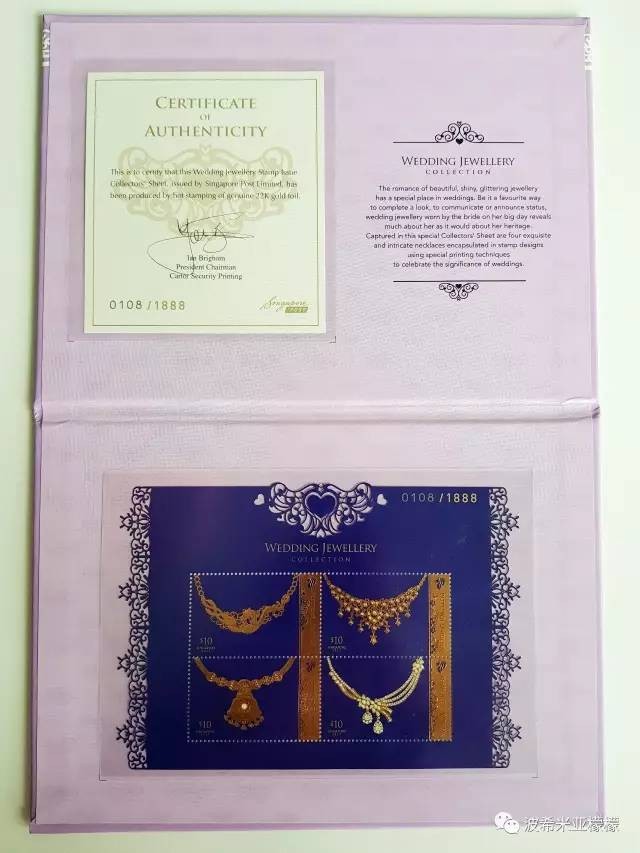 CERTIFICATE
OF
AUTHENTICITY
This is to certify that this Wedding Jewellery Stamp Issue
Collectors' Sheet, issued by Singapore Post Limited, has
been produced by hot stamping of genuine 22K gold foil.
Ian Brigham
President Chairman
Cartor Security Printing
0108/1888
Singapore
WEDDING JEWELLERY
COLLECTION
The romance of beautiful, shiny, glittering jewellery
has a special place in weddings. Be it a favourite way
to complete a look, to communicate or announce status,
wedding jewellery worn by the bride on her big day reveals
much about her as it would about her heritage.
Captured in this special Collectors' Sheet are four exquisite
and intricate necklaces encapsulated in stamp designs
using special printing techniques
to celebrate the significance of weddings.
0108/1888
WEDDING JEWELLERY
COLLECTION
$10
SINGAPORE
$10
SINGAPORE
$10
SINGAPORE
$10
SINGAPORE
波希米亚檬檬